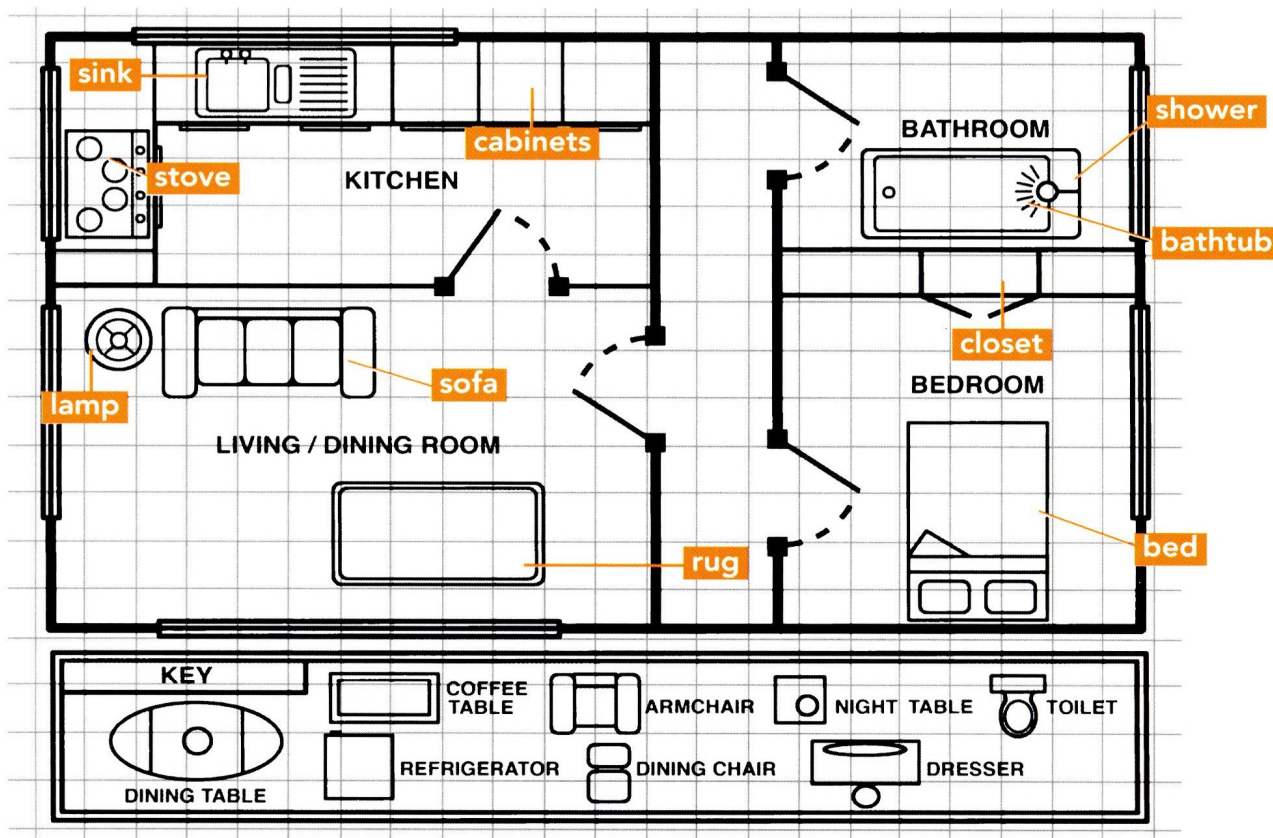 sink
cabinets
stove
KITCHEN
BATHROOM
shower
bathtub
closet
lamp
sofa
BEDROOM
LIVING / DINING ROOM
rug
bed
KEY
COFFEE
TABLE
ARMCHAIR
NIGHT TABLE
TOILET
DINING TABLE
REFRIGERATOR
DINING CHAIR
DRESSER